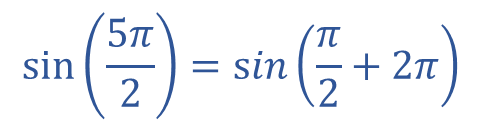 sin(5π/2) = sin(π/2 + 2π)